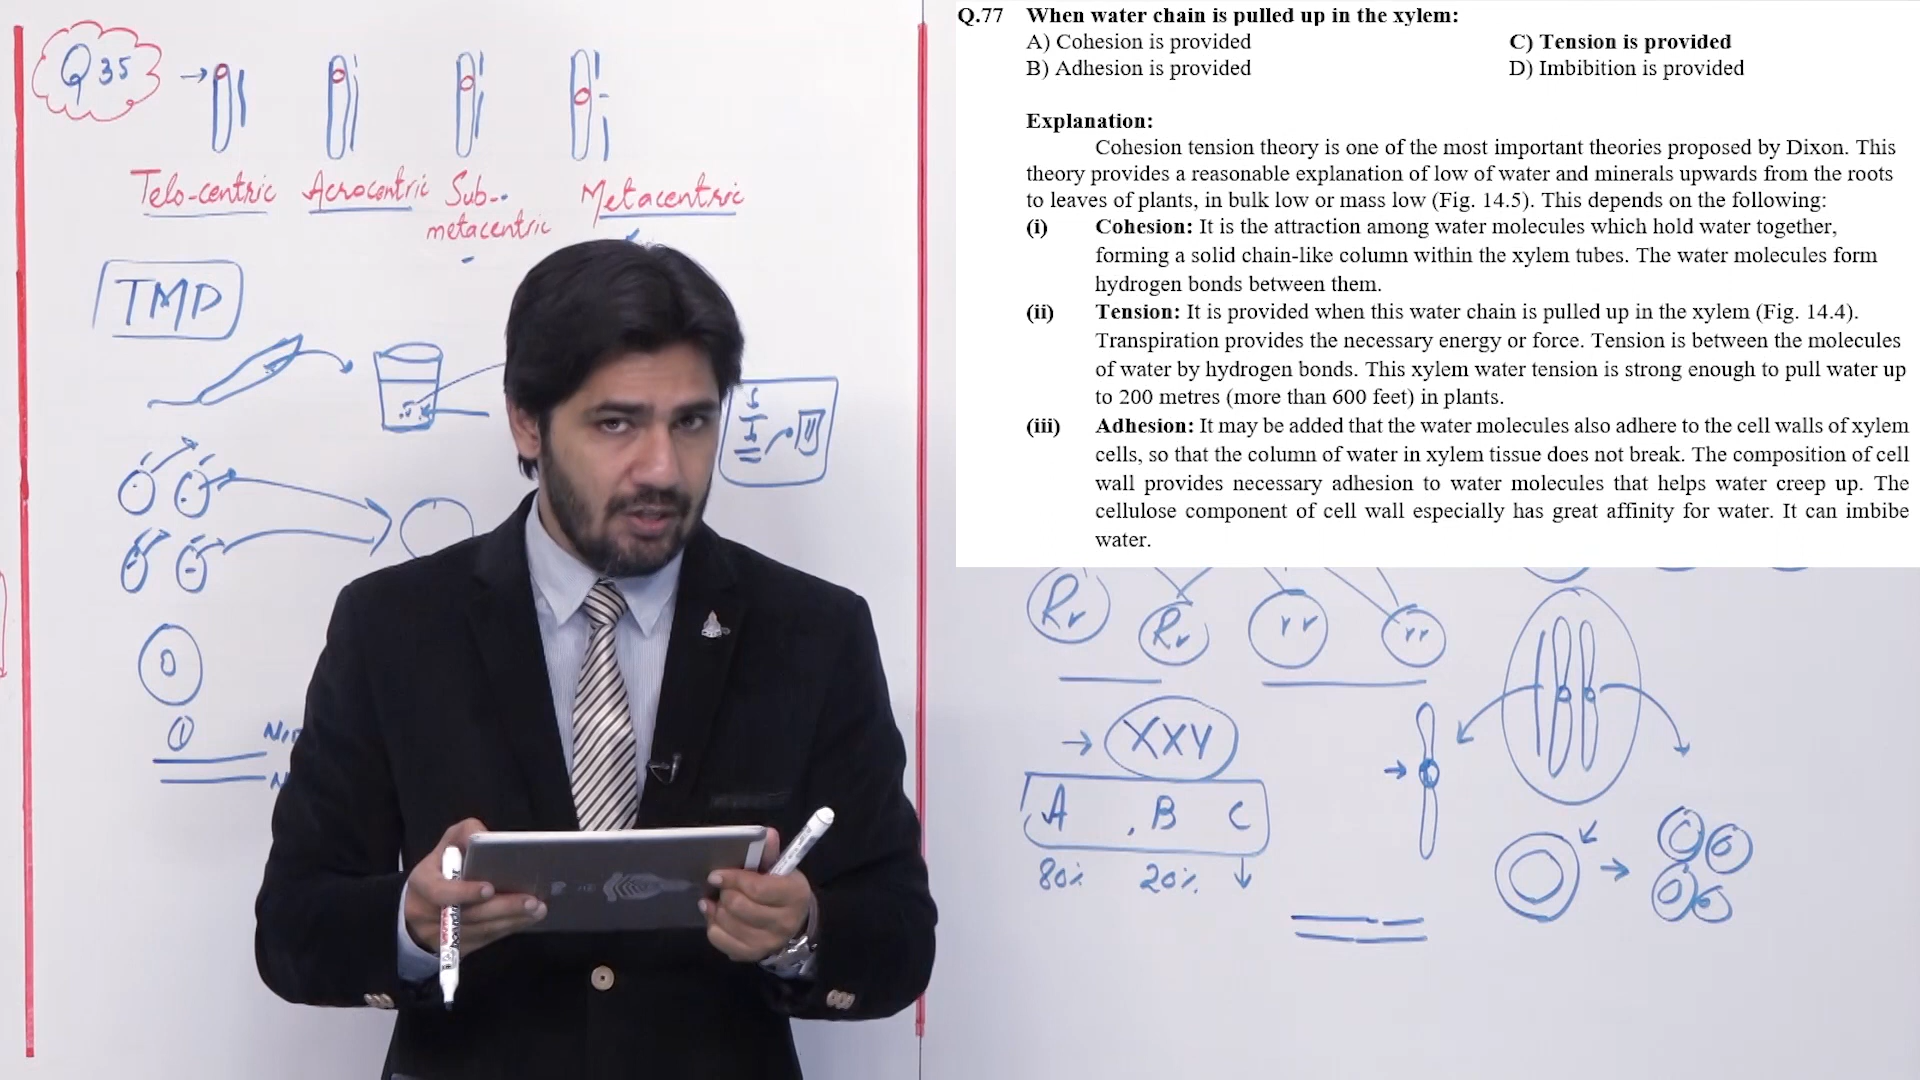 Q.77 When water chain is pulled up in the xylem:
A) Cohesion is provided
C) Tension is provided
B) Adhesion is provided
D) Imbibition is provided
Explanation:
Cohesion tension theory is one of the most important theories proposed by Dixon. This
theory provides a reasonable explanation of low of water and minerals upwards from the roots
to leaves of plants, in bulk low or mass low (Fig. 14.5). This depends on the following:
(i) Cohesion: It is the attraction among water molecules which hold water together,
forming a solid chain-like column within the xylem tubes. The water molecules form
hydrogen bonds between them.
(ii) Tension: It is provided when this water chain is pulled up in the xylem (Fig. 14.4).
Transpiration provides the necessary energy or force. Tension is between the molecules
of water by hydrogen bonds. This xylem water tension is strong enough to pull water up
to 200 metres (more than 600 feet) in plants.
(iii) Adhesion: It may be added that the water molecules also adhere to the cell walls of xylem
cells, so that the column of water in xylem tissue does not break. The composition of cell
wall provides necessary adhesion to water molecules that helps water creep up. The
cellulose component of cell wall especially has great affinity for water. It can imbibe
water.
Q 35
Telo-centric Acrocentric Sub-
metacentric
Metacentric
TMD
Rr Rr rr rr
XXY
A , B C
80% 20%